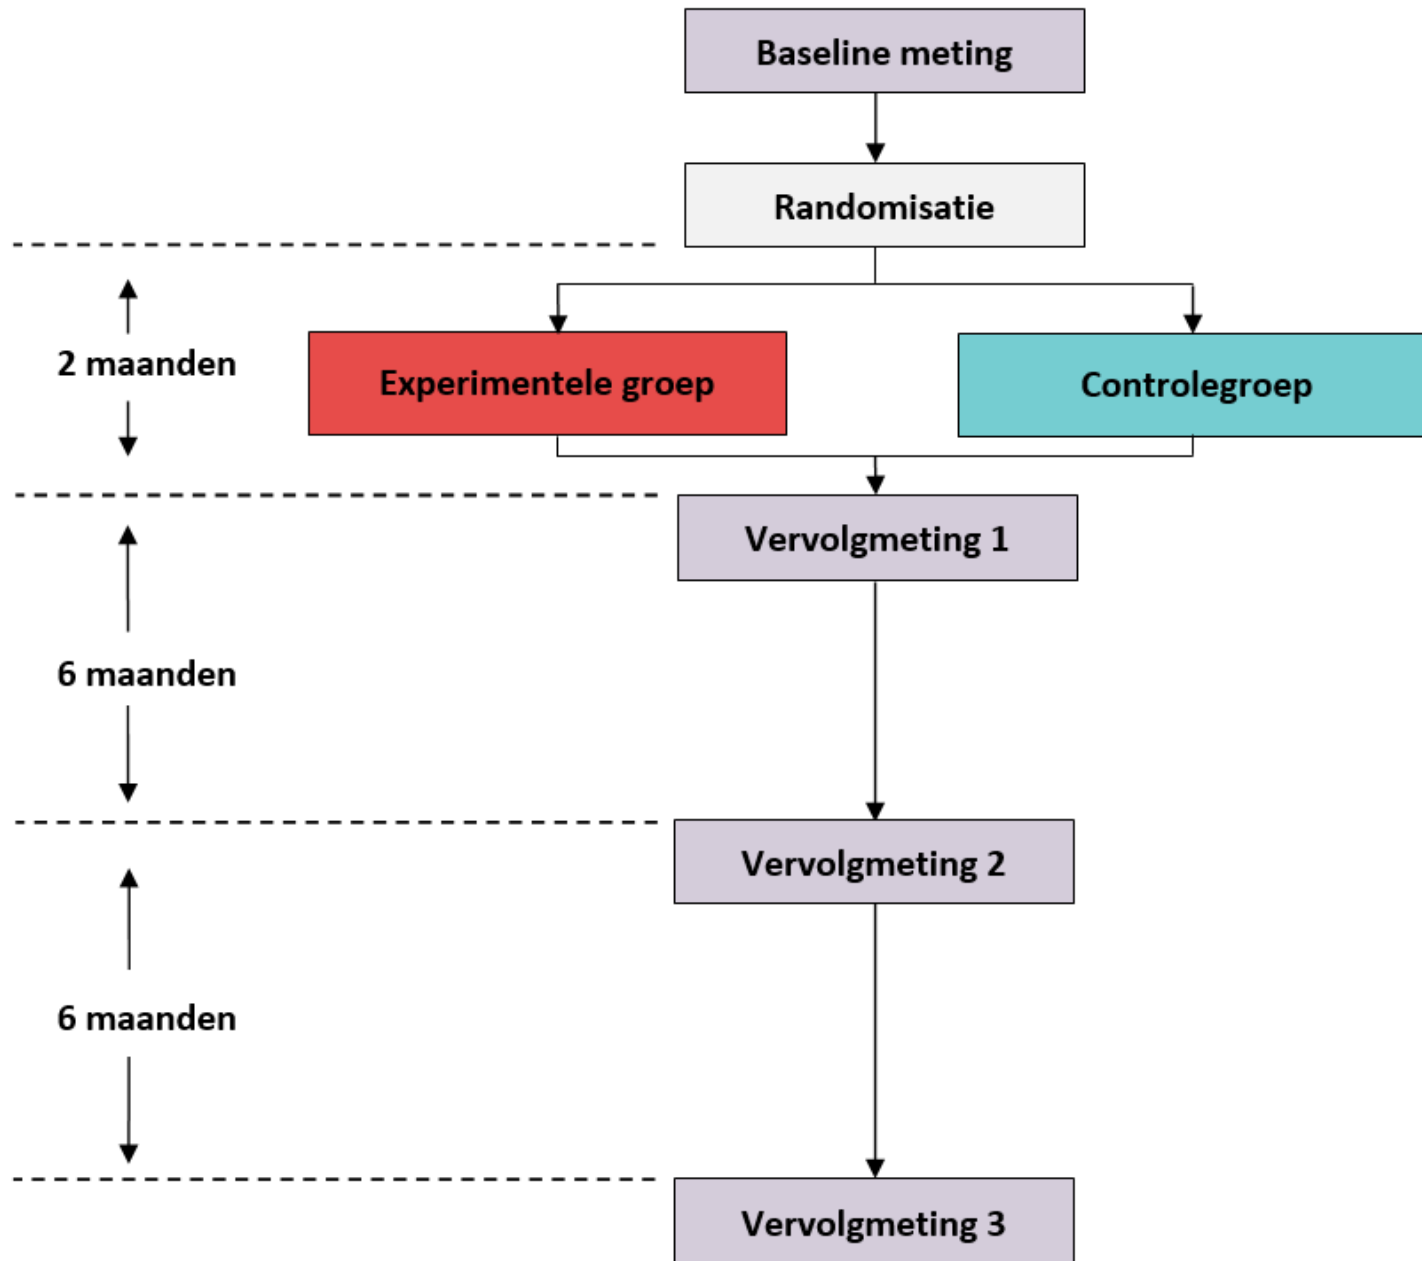 Baseline meting
Randomisatie
2 maanden
Experimentele groep
Controlegroep
Vervolgmeting 1
6 maanden
Vervolgmeting 2
6 maanden
Vervolgmeting 3